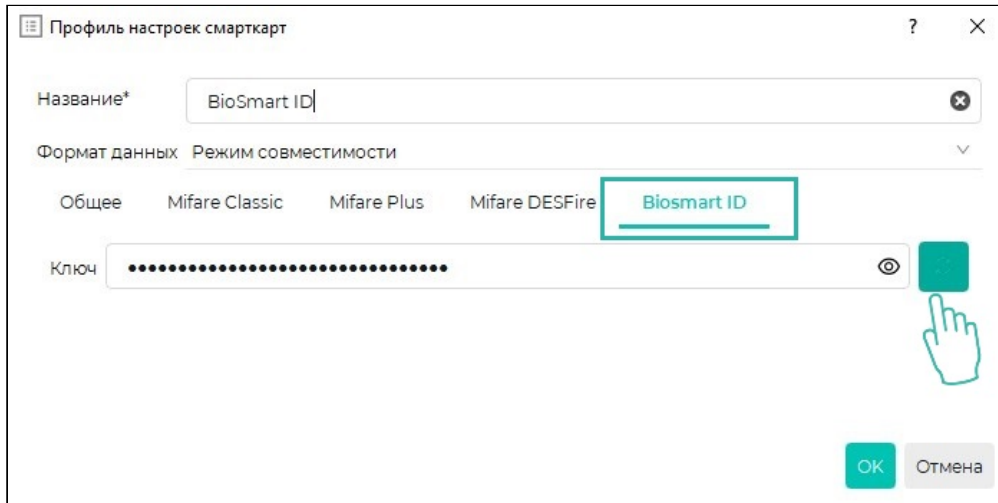 Профиль настроек смарткарт ?
Название* BioSmart ID
Формат данных Режим совместимости
Общее Mifare Classic Mifare Plus Mifare DESFire Biosmart ID
Ключ ••••••••••••••••••••••••••••••••
OK Отмена